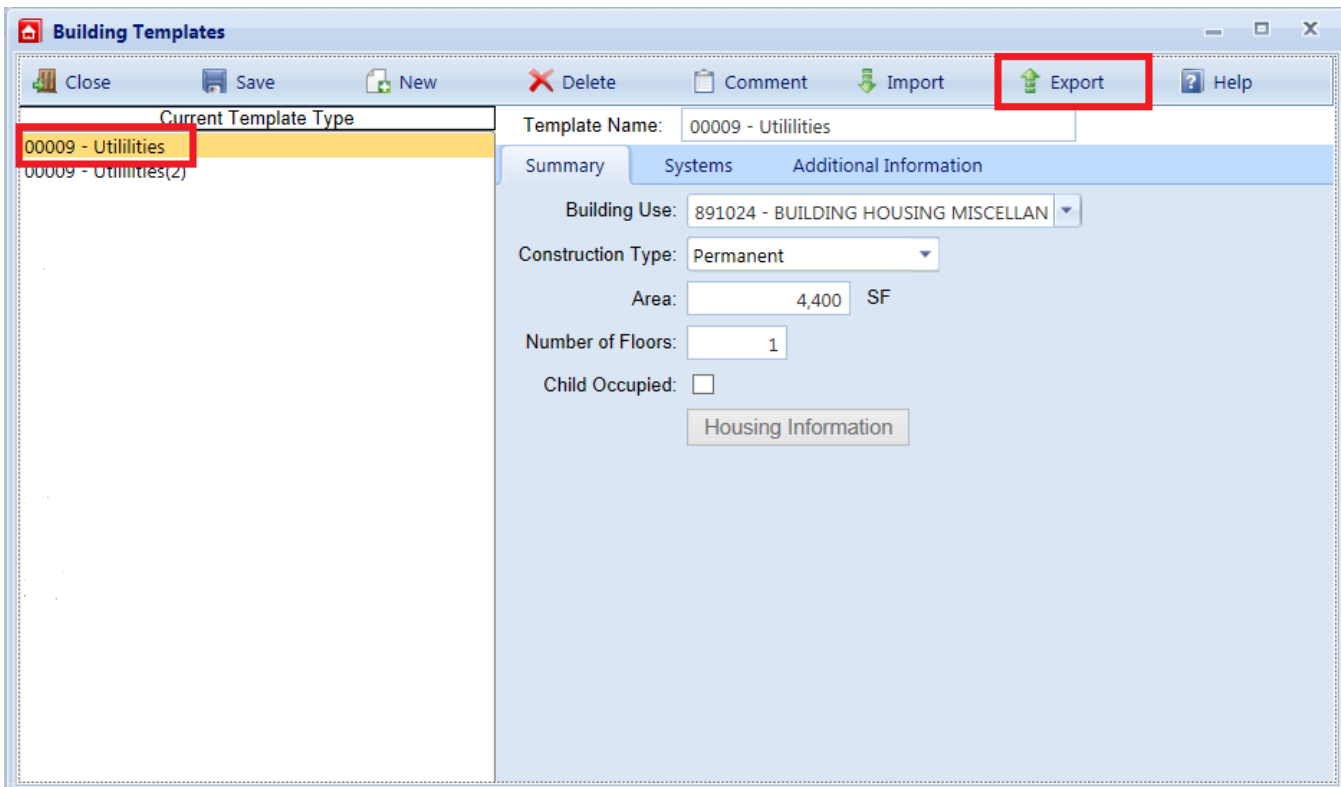 Building Templates
Close Save New Delete Comment Import Export Help
Current Template Type
Template Name: 00009 - Utililities
00009 - Utililities
00009 - Utililities(2)
Summary Systems Additional Information
Building Use: 891024 - BUILDING HOUSING MISCELLAN
Construction Type: Permanent
Area: 4,400 SF
Number of Floors: 1
Child Occupied:
Housing Information